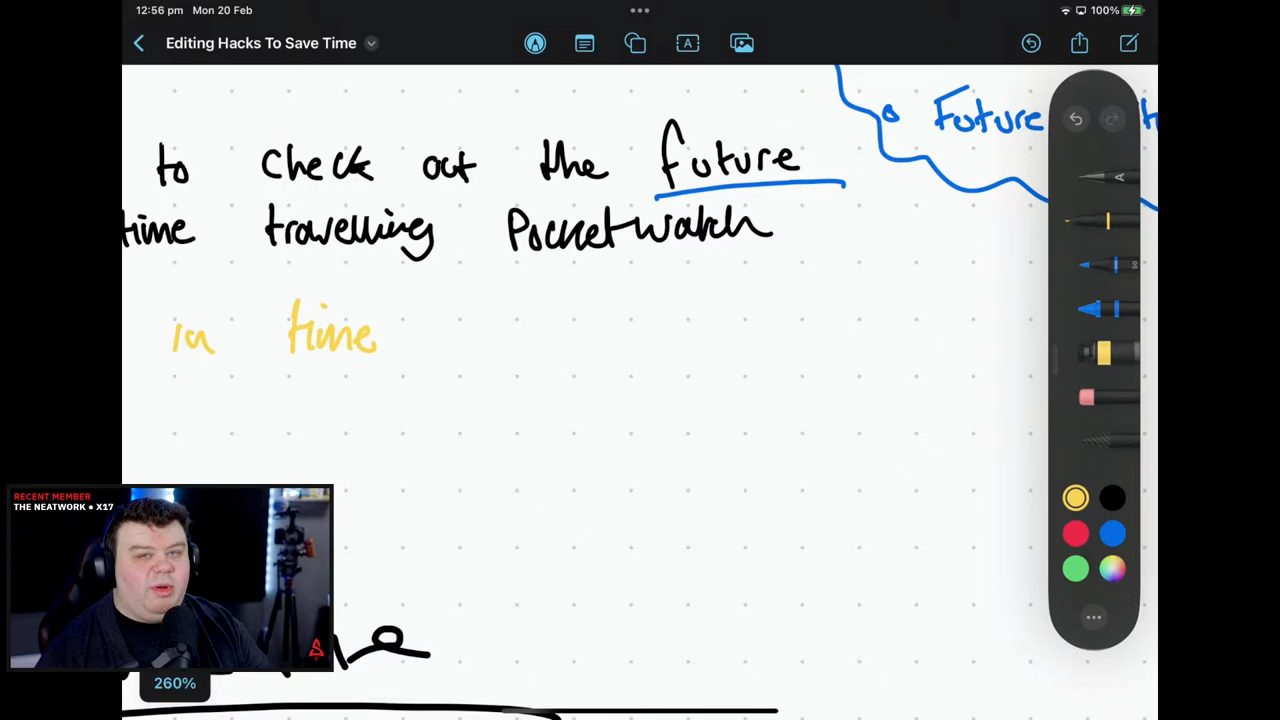 12:56 pm Mon 20 Feb
100%
Editing Hacks To Save Time
A
Future
to check out the future
time travelling Pocketwatch
A
50
in time
RECENT MEMBER
THE NEATWORK • X17
260%